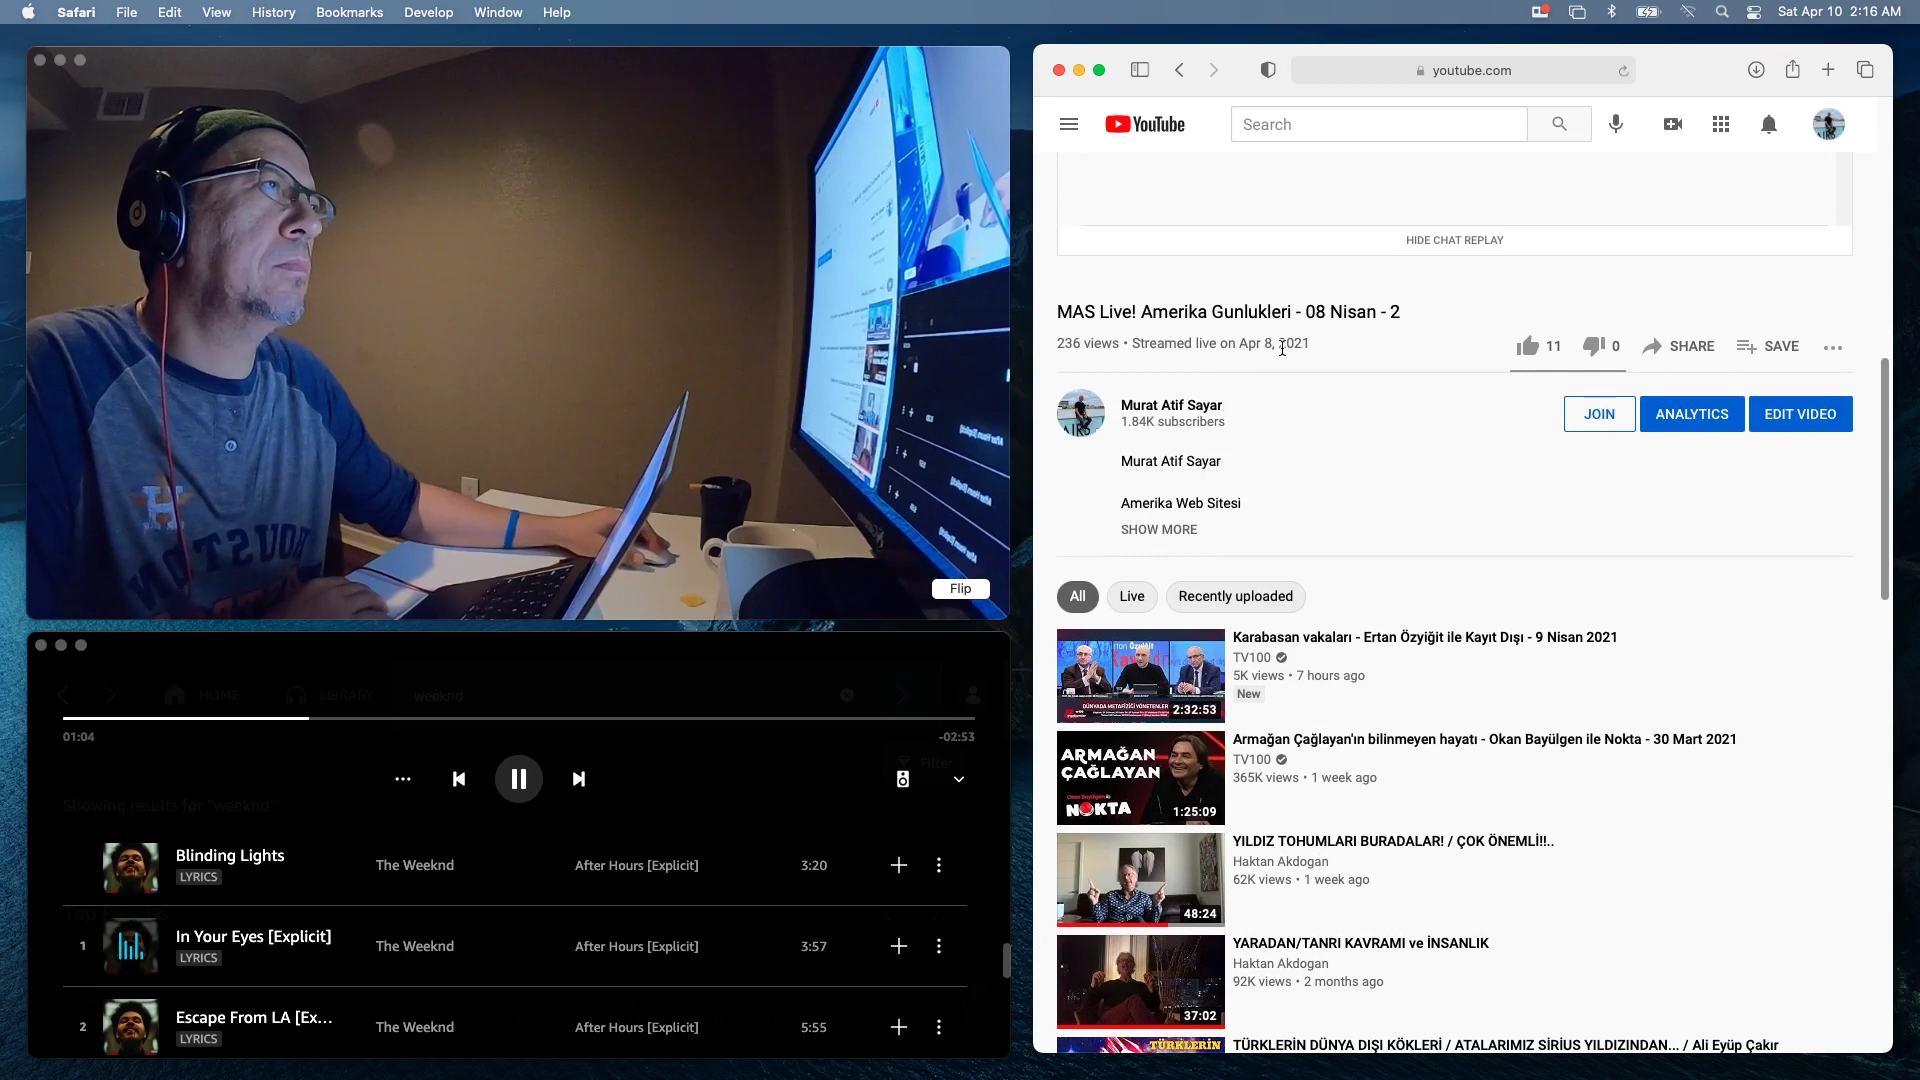 Safari File Edit View History Bookmarks Develop Window Help
Sat Apr 10 2:16 AM
HOUSTON
Flip
HOME LIBRARY weeknd
01:04
-02:53
Filter
Showing results for "weeknd"
Blinding Lights
LYRICS
The Weeknd
After Hours [Explicit]
3:20
1
In Your Eyes [Explicit]
LYRICS
The Weeknd
After Hours [Explicit]
3:57
2
Escape From LA [Ex...
LYRICS
The Weeknd
After Hours [Explicit]
5:55
youtube.com
YouTube
Search
HIDE CHAT REPLAY
MAS Live! Amerika Gunlukleri - 08 Nisan - 2
236 views • Streamed live on Apr 8, 2021
11
0
SHARE
SAVE
Murat Atif Sayar
1.84K subscribers
JOIN
ANALYTICS
EDIT VIDEO
Murat Atif Sayar
Amerika Web Sitesi
SHOW MORE
All
Live
Recently uploaded
2:32:53
Karabasan vakaları - Ertan Özyiğit ile Kayıt Dışı - 9 Nisan 2021
TV100
5K views • 7 hours ago
New
ARMAĞAN
ÇAĞLAYAN
NOKTA
1:25:09
Armağan Çağlayan'ın bilinmeyen hayatı - Okan Bayülgen ile Nokta - 30 Mart 2021
TV100
365K views • 1 week ago
48:24
YILDIZ TOHUMLARI BURADALAR! / ÇOK ÖNEMLİ!!..
Haktan Akdogan
62K views • 1 week ago
37:02
YARADAN/TANRI KAVRAMI ve İNSANLIK
Haktan Akdogan
92K views • 2 months ago
TÜRKLERİN
TÜRKLERİN DÜNYA DIŞI KÖKLERİ / ATALARIMIZ SİRİUS YILDIZINDAN... / Ali Eyüp Çakır